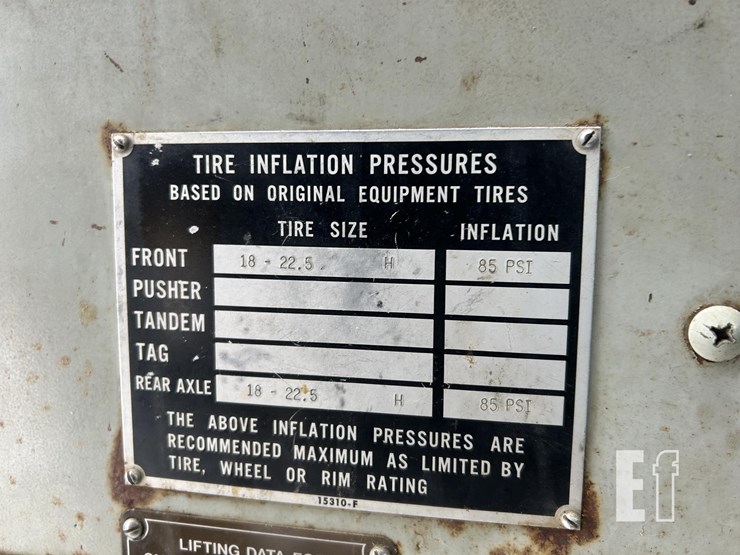 TIRE INFLATION PRESSURES
BASED ON ORIGINAL EQUIPMENT TIRES
TIRE SIZE INFLATION
FRONT 18 - 22.5 H 85 PSI
PUSHER
TANDEM
TAG
REAR AXLE 18 - 22.5 H 85 PSI
THE ABOVE INFLATION PRESSURES ARE
RECOMMENDED MAXIMUM AS LIMITED BY
TIRE, WHEEL OR RIM RATING
15310-F
LIFTING DATA
Ef